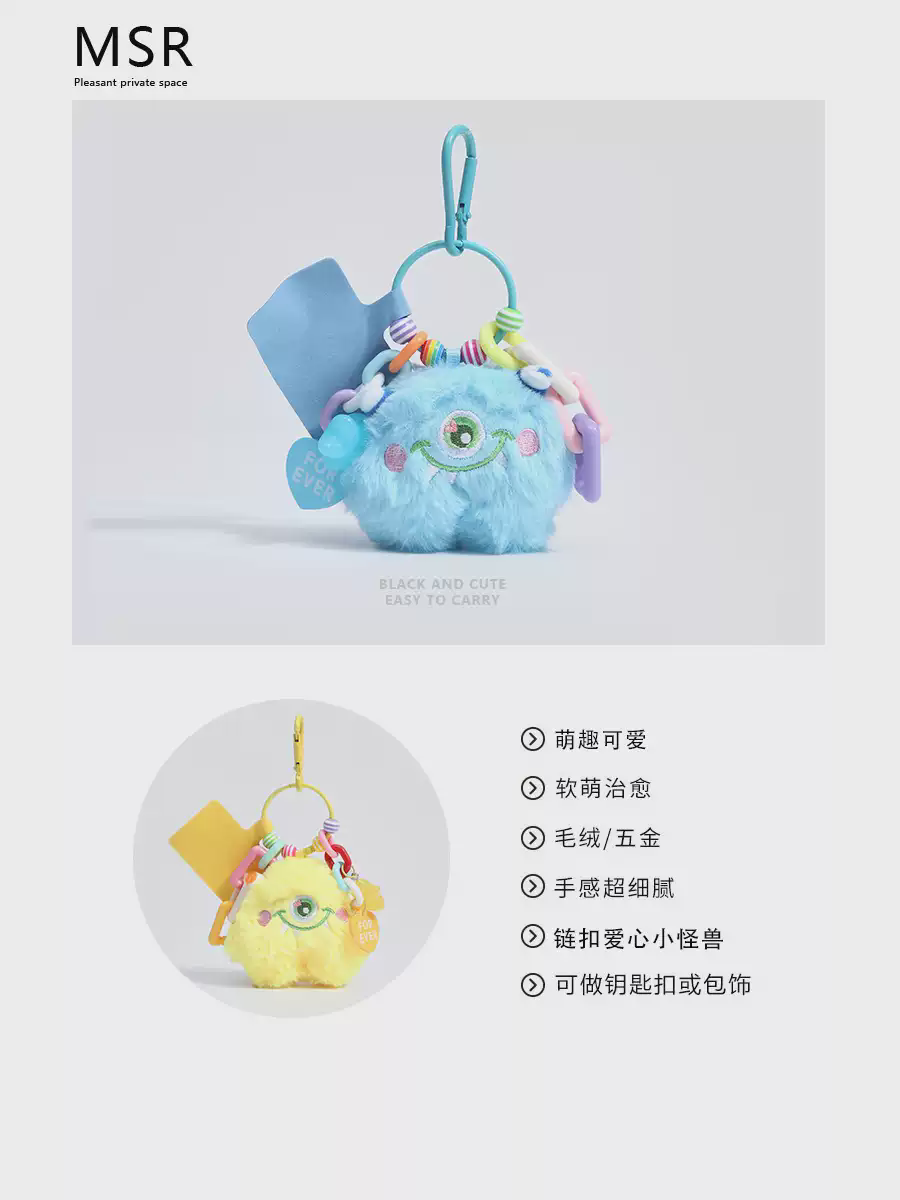 MSR
Pleasant private space
FOR
EVER
BLACK AND CUTE
EASY TO CARRY
萌趣可爱
软萌治愈
毛绒/五金
手感超细腻
FOR
EVER
链扣爱心小怪兽
可做钥匙扣或包饰